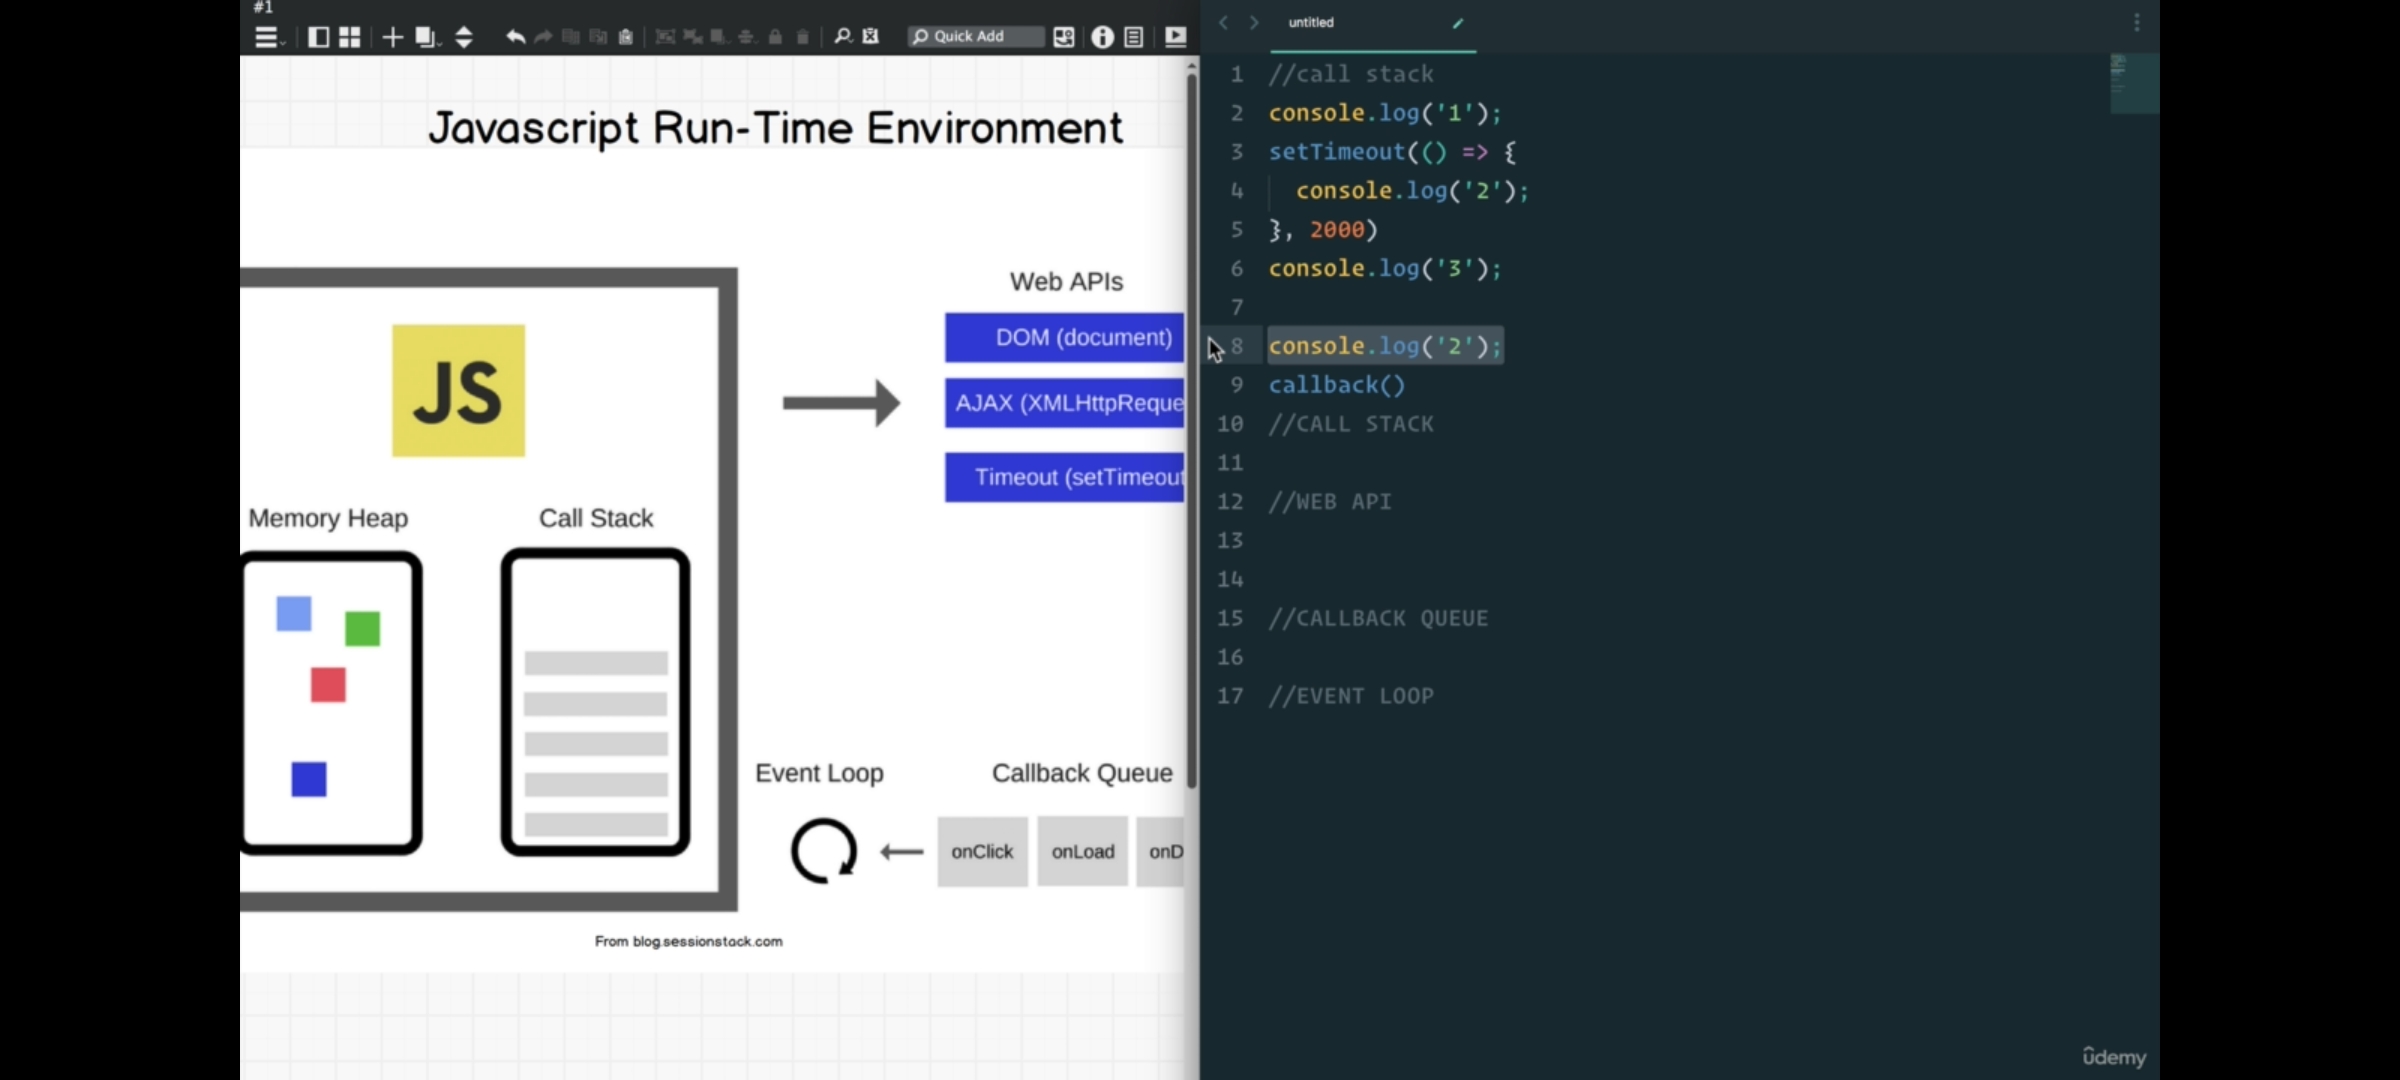 #1
Quick Add
Javascript Run-Time Environment
Web APIs
DOM (document)
JS
AJAX (XMLHttpReque
Timeout (setTimeout
Memory Heap
Call Stack
Event Loop
Callback Queue
onClick
onLoad
onD
From blog.sessionstack.com
untitled
1 //call stack
2 console.log('1');
3 setTimeout(() => {
4 console.log('2');
5 }, 2000)
6 console.log('3');
7
8 console.log('2');
9 callback()
10 //CALL STACK
11
12 //WEB API
13
14
15 //CALLBACK QUEUE
16
17 //EVENT LOOP
ûdemy